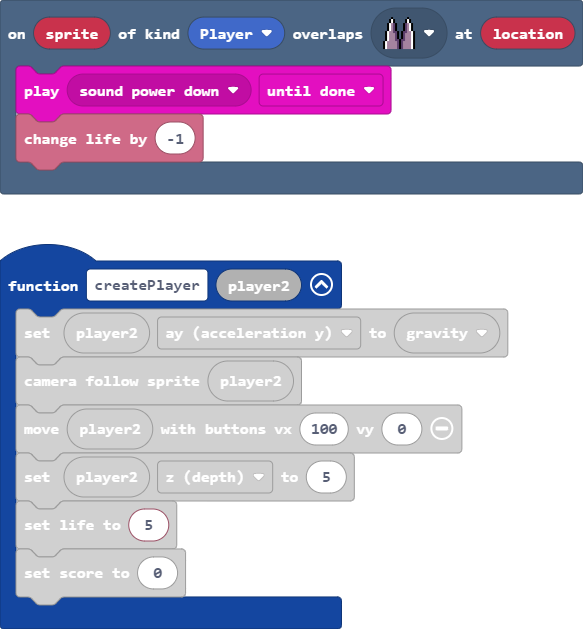 on sprite of kind Player overlaps at location
play sound power down until done
change life by -1
function createPlayer player2
set player2 ay (acceleration y) to gravity
camera follow sprite player2
move player2 with buttons vx 100 vy 0
set player2 z (depth) to 5
set life to 5
set score to 0